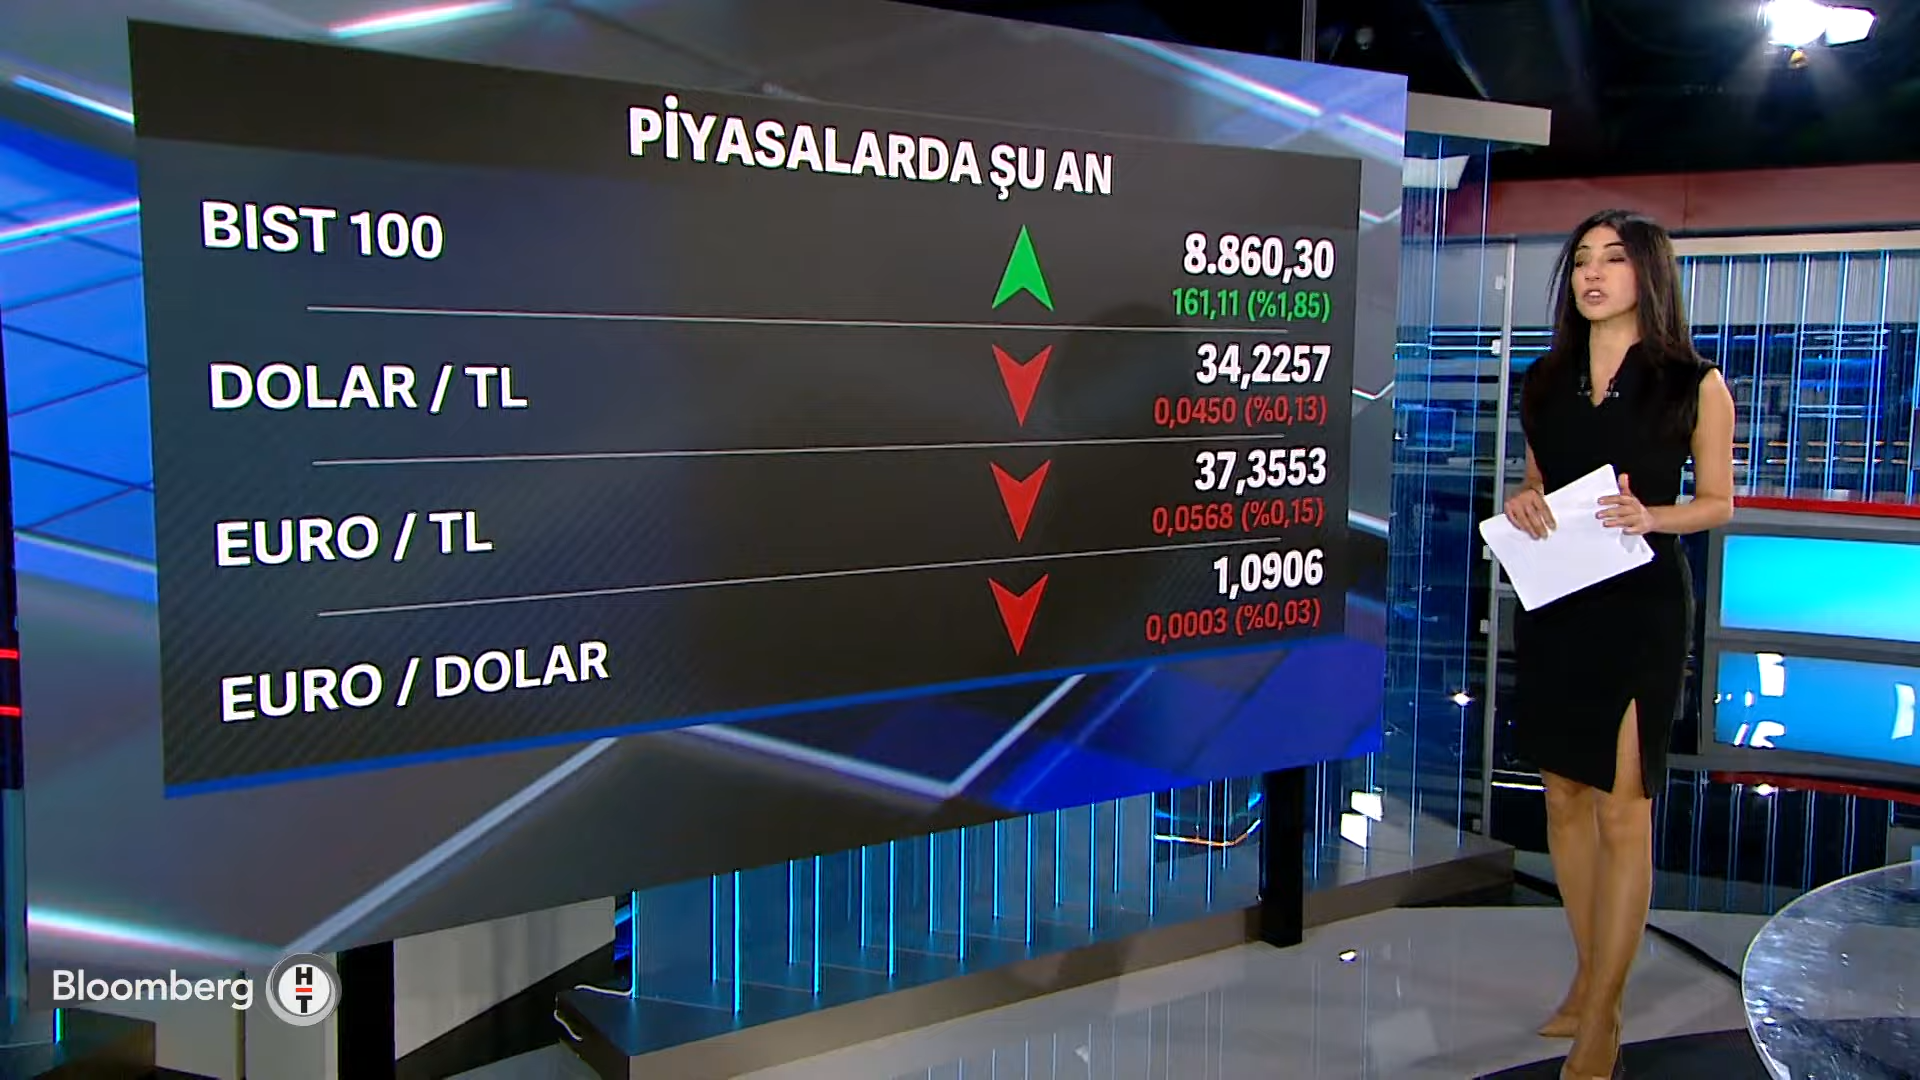 PİYASALARDA ŞU AN
BIST 100
8.860,30
161,11 (%1,85)
DOLAR / TL
34,2257
0,0450 (%0,13)
EURO / TL
37,3553
0,0568 (%0,15)
EURO / DOLAR
1,0906
0,0003 (%0,03)
Bloomberg HT